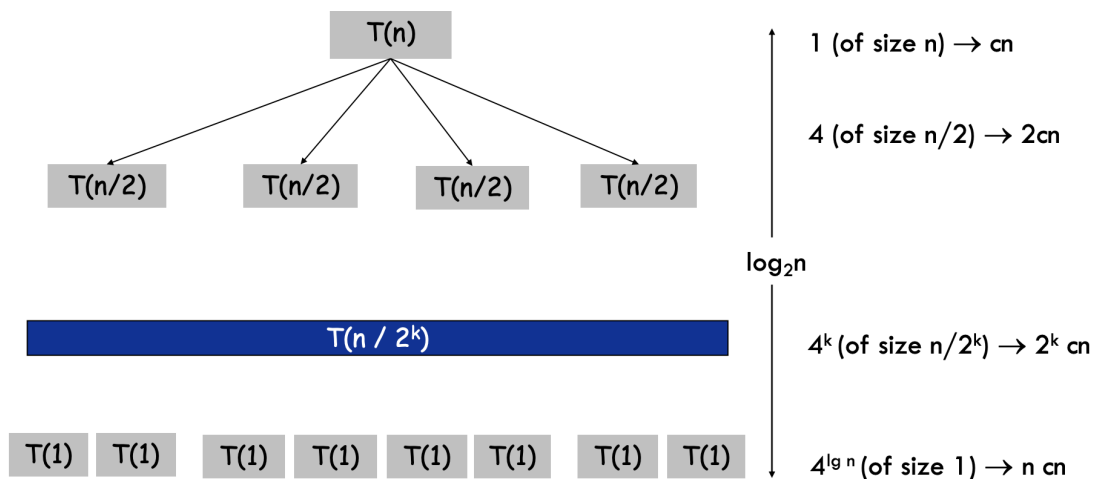 T(n)
1 (of size n) → cn
4 (of size n/2) → 2cn
T(n/2) T(n/2) T(n/2) T(n/2)
log₂n
T(n / 2ᵏ)
4ᵏ (of size n/2ᵏ) → 2ᵏ cn
T(1) T(1) T(1) T(1) T(1) T(1) T(1) T(1)
4ˡᵍ ⁿ (of size 1) → n cn